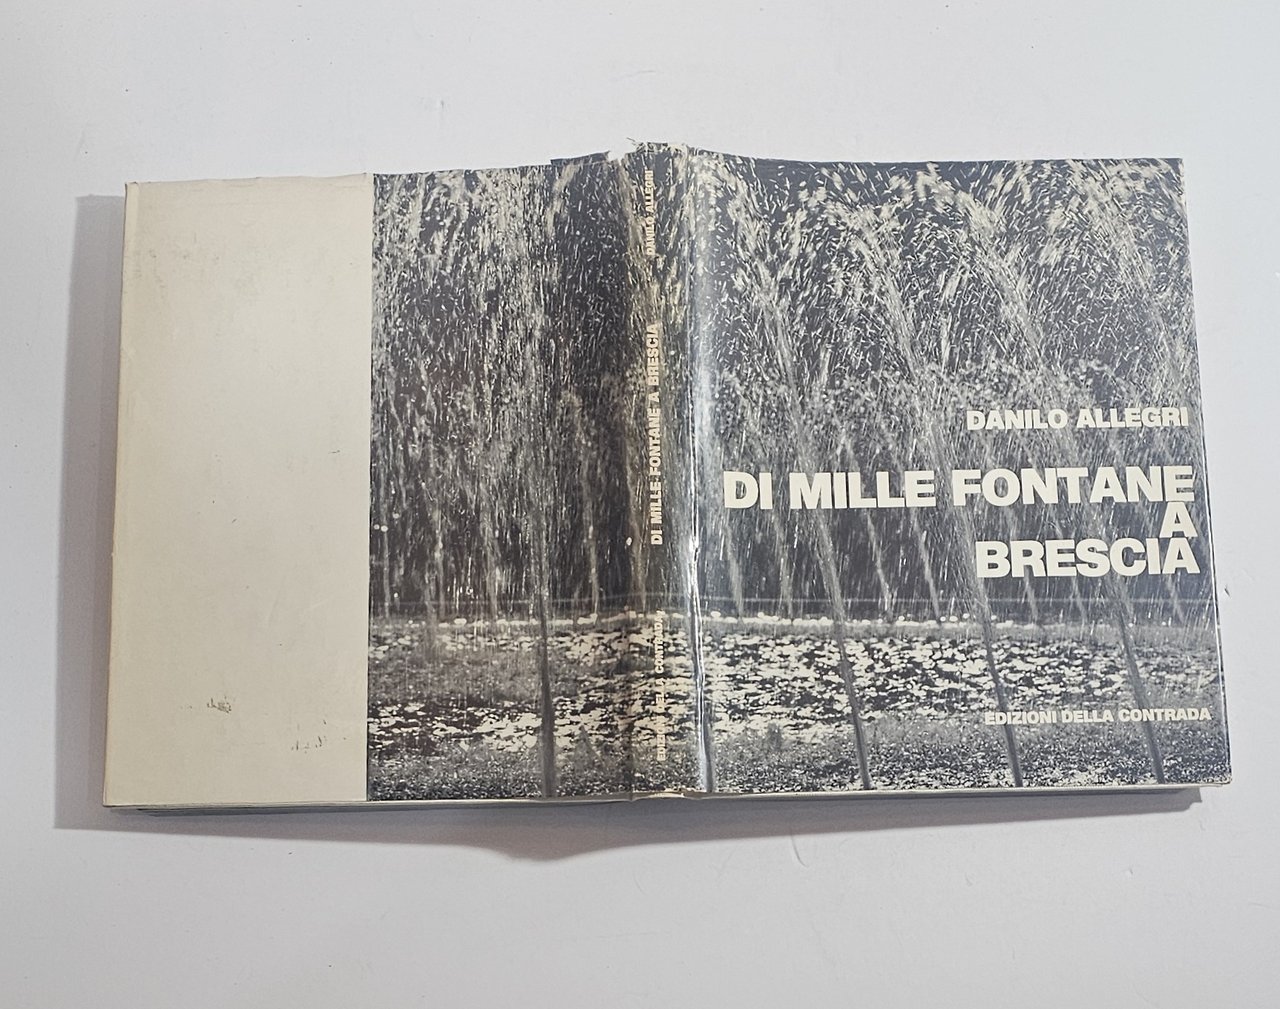 DANILO ALLEGRI
DI MILLE FONTANE
A
BRESCIA
EDIZIONI DELLA CONTRADA
DI MILLE FONTANE A BRESCIA
DANILO ALLEGRI
EDIZIONI DELLA CONTRADA